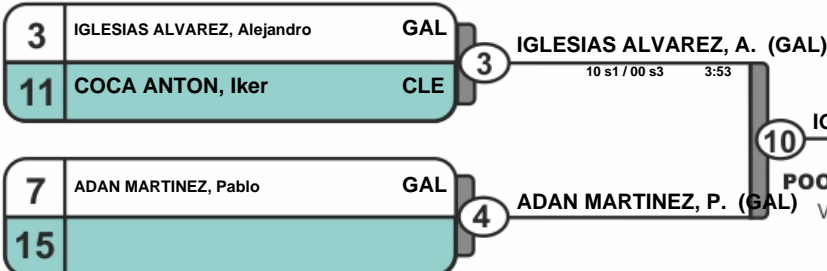 3 IGLESIAS ALVAREZ, Alejandro GAL
11 COCA ANTON, Iker CLE
3
IGLESIAS ALVAREZ, A. (GAL)
10 s1 / 00 s3 3:53
7 ADAN MARTINEZ, Pablo GAL
15
4
ADAN MARTINEZ, P. (GAL)
10